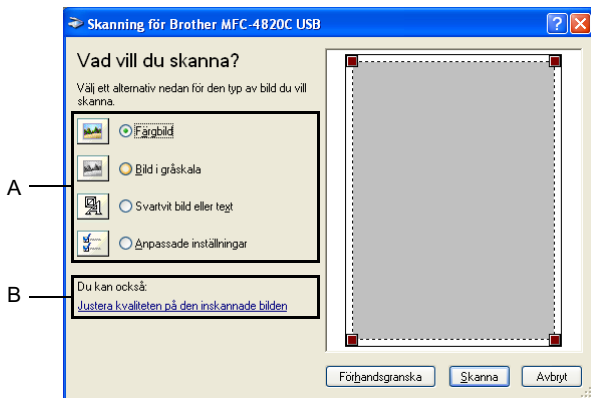 Skanning för Brother MFC-4820C USB
Vad vill du skanna?
Välj ett alternativ nedan för den typ av bild du vill
skanna.
A
Färgbild
Bild i gråskala
Svartvit bild eller text
Anpassade inställningar
B
Du kan också:
Justera kvaliteten på den inskannade bilden
Förhandsgranska
Skanna
Avbryt